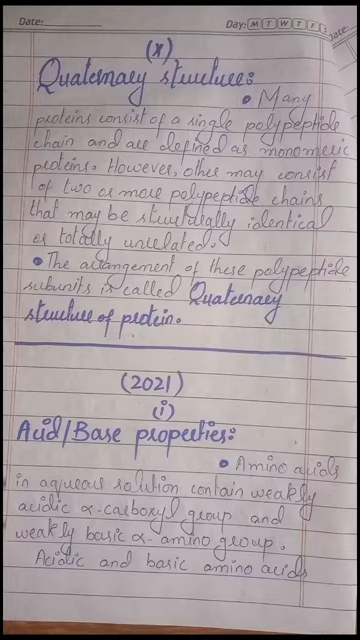 Date:
Day: M T W T F S
Date:
(x)
Quaternary structure:
• Many
proteins consist of a single polypeptide
chain and are defined as monomeric
proteins. However, other may consist
of two or more polypeptide chains
that may be structurally identical
or totally unrelated.
• The arrangement of these polypeptide
subunits is called Quaternary
structure of protein.
(2021)
(i)
Acid/Base properties:
• Amino acids
in aqueous solution contain weakly
acidic α-carboxyl group and
weakly basic α-amino group.
Acidic and basic amino acids